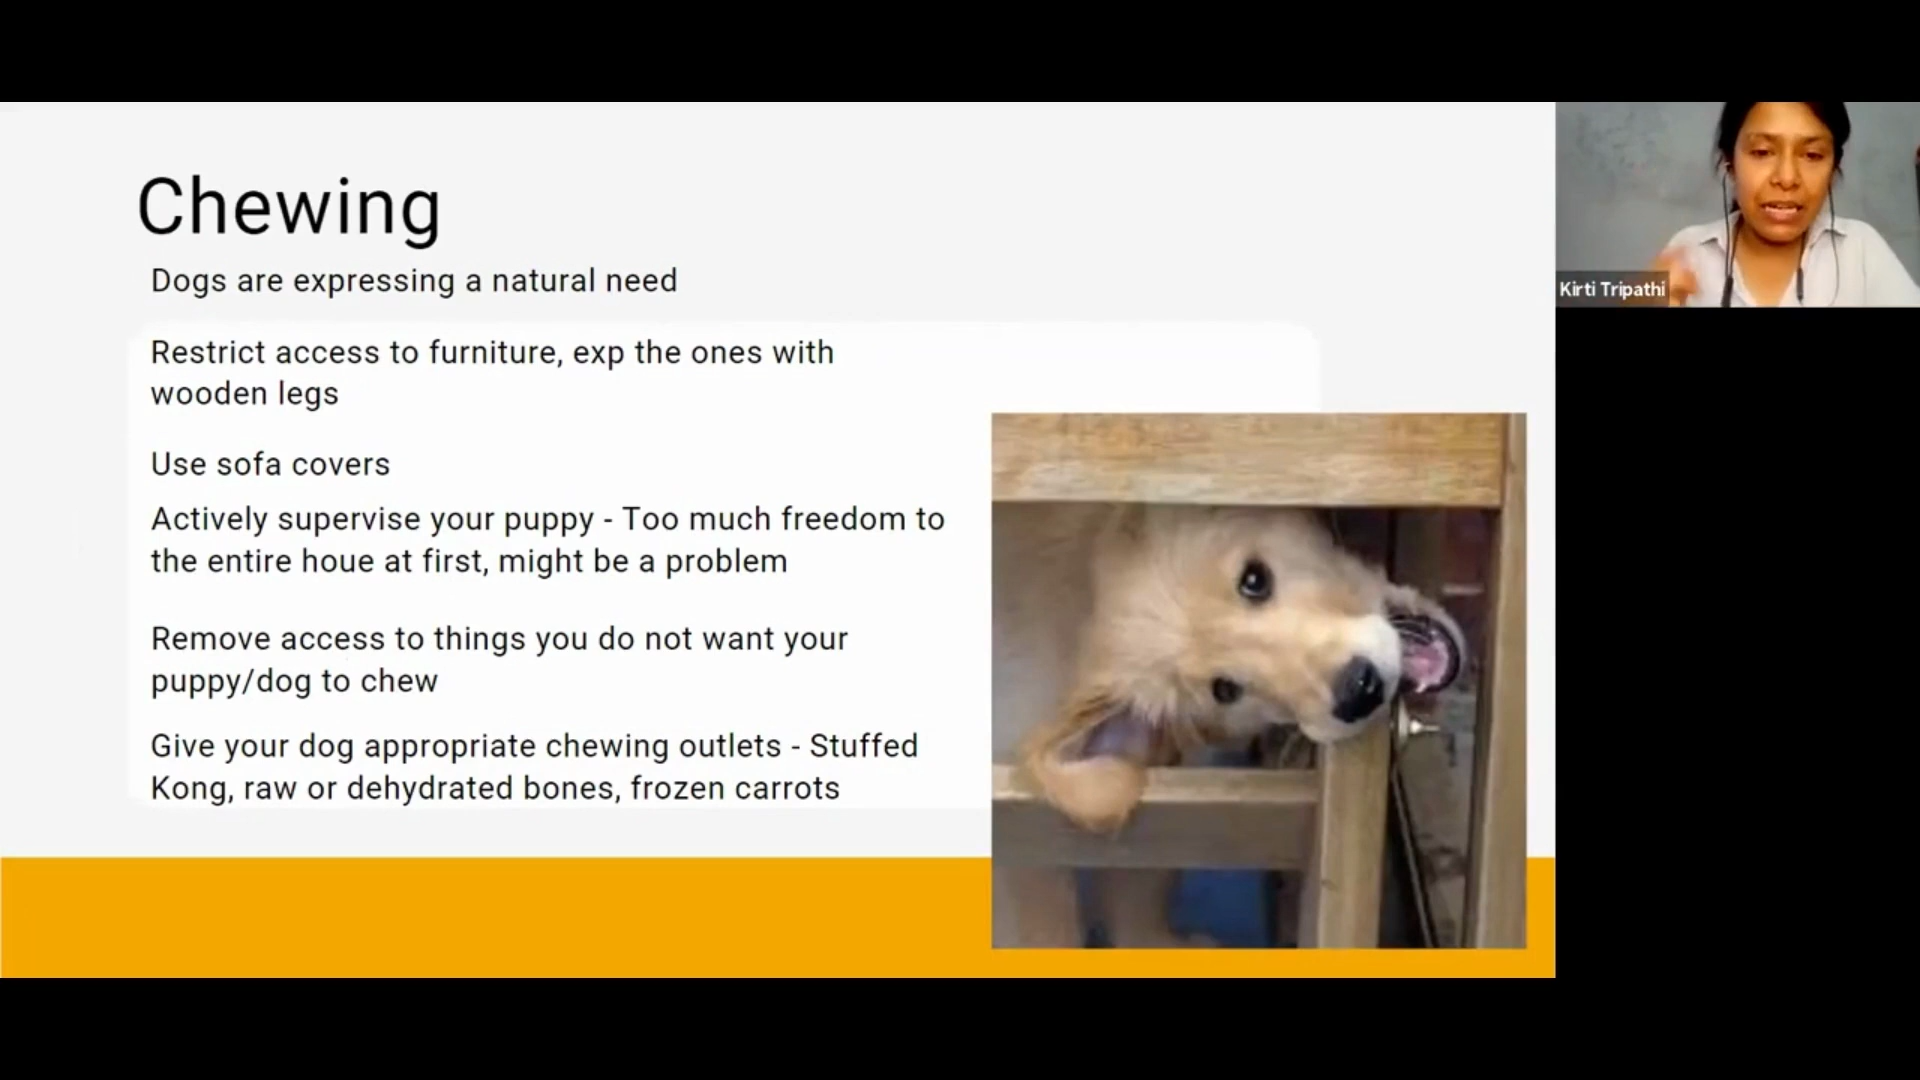 Chewing
Dogs are expressing a natural need
Restrict access to furniture, exp the ones with
wooden legs
Use sofa covers
Actively supervise your puppy - Too much freedom to
the entire houe at first, might be a problem
Remove access to things you do not want your
puppy/dog to chew
Give your dog appropriate chewing outlets - Stuffed
Kong, raw or dehydrated bones, frozen carrots
Kirti Tripathi